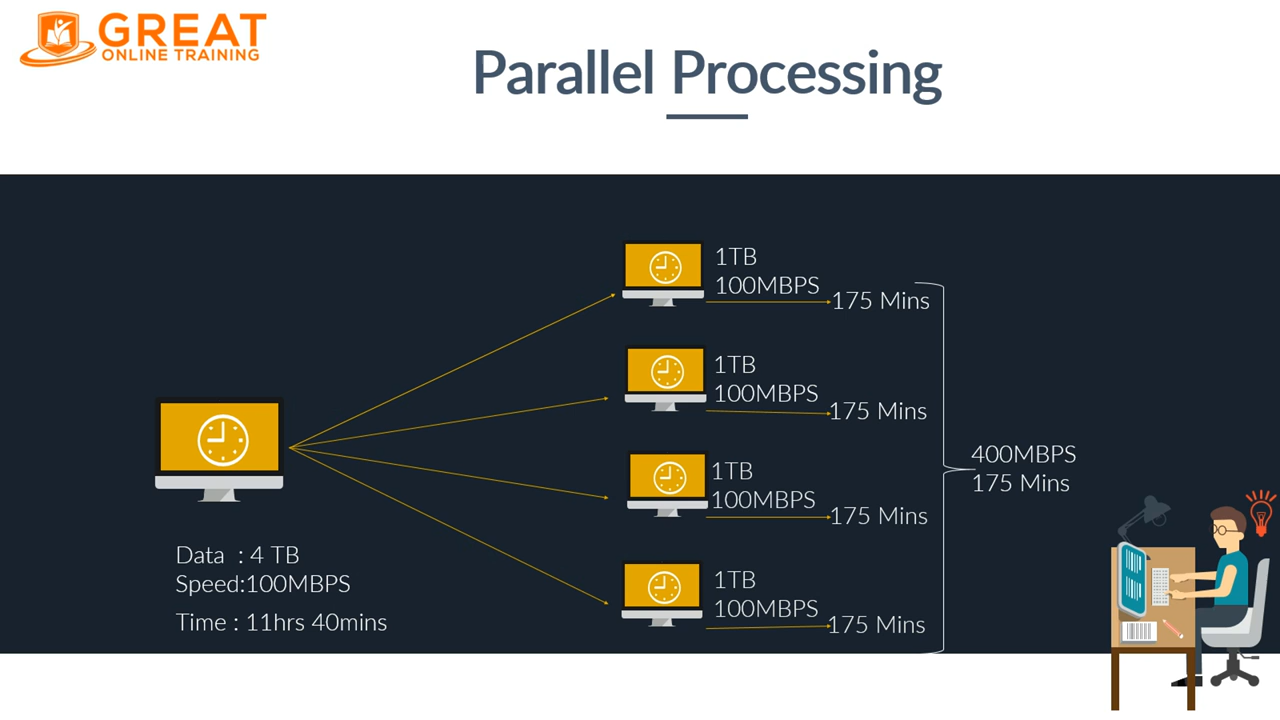 GREAT
ONLINE TRAINING
Parallel Processing
1TB
100MBPS
175 Mins
1TB
100MBPS
175 Mins
1TB
100MBPS
175 Mins
1TB
100MBPS
175 Mins
400MBPS
175 Mins
Data : 4 TB
Speed:100MBPS
Time : 11hrs 40mins